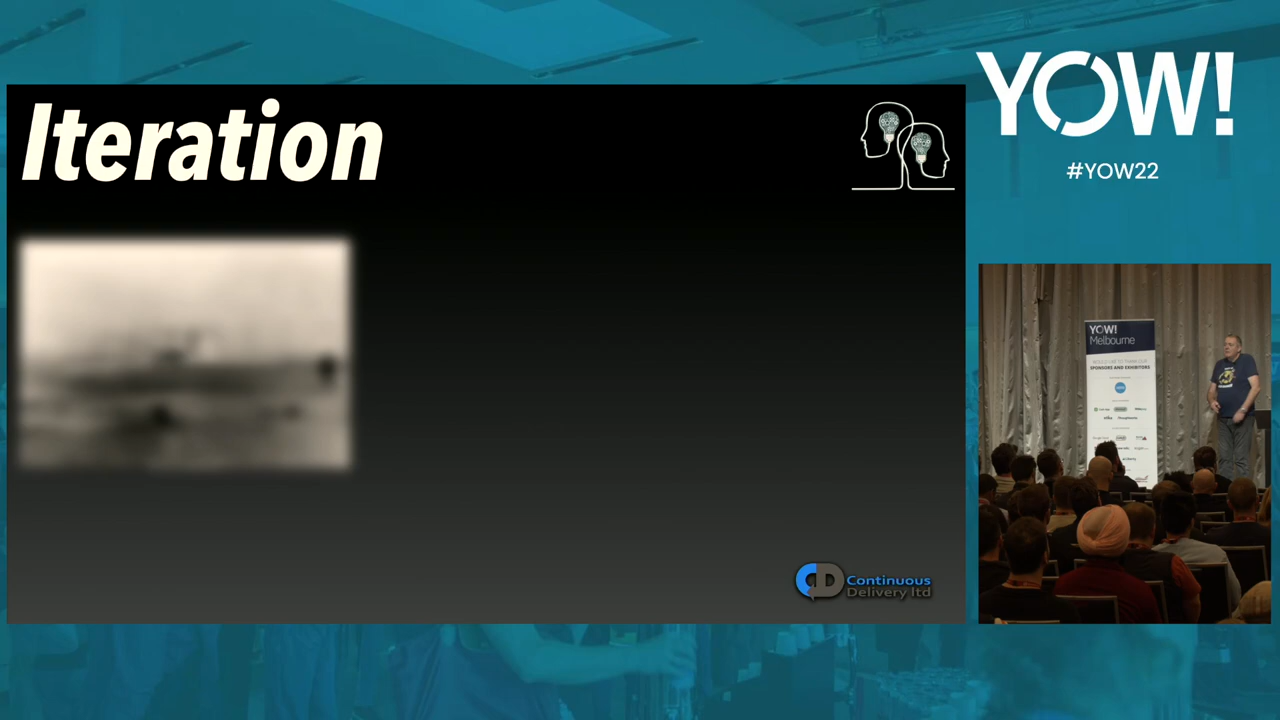 Iteration
YOW!
#YOW22
Continuous
Delivery ltd
YOW!
Melbourne
SPONSORS AND EXHIBITORS